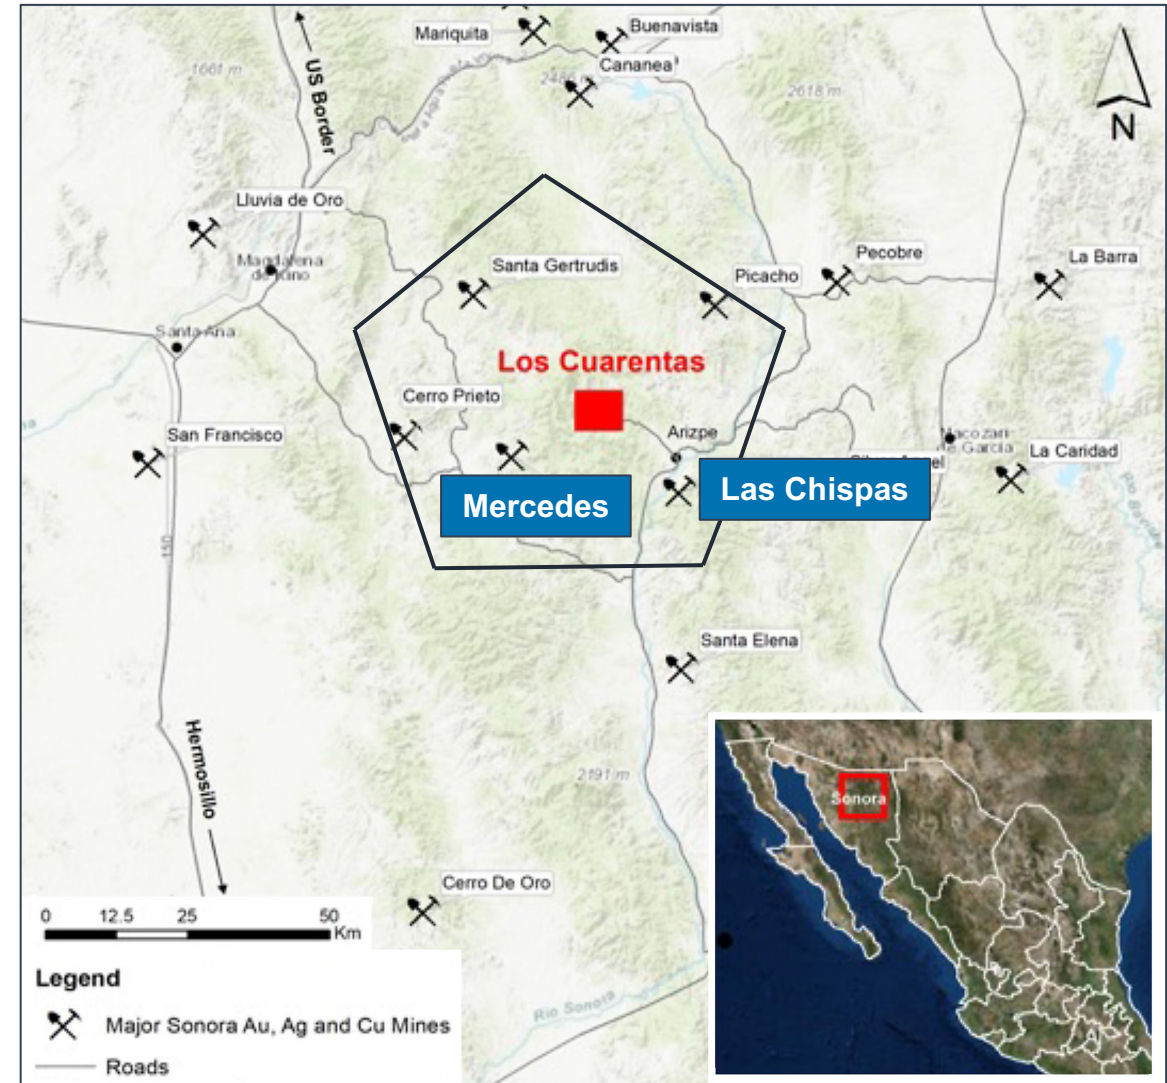 Mariquita
Buenavista
Cananea
1661 m
2618 m
US Border
N
Lluvia de Oro
Magdalena
de Kino
Santa Gertrudis
Picacho
Pecobre
La Barra
Santa Ana
Los Cuarentas
Cerro Prieto
San Francisco
Arizpe
Nacozari
de García
La Caridad
Mercedes
Las Chispas
150
Santa Elena
2191 m
Hermosillo
Sonora
Cerro De Oro
0 12.5 25 50
Km
Legend
Major Sonora Au, Ag and Cu Mines
Roads
Rio Sonora